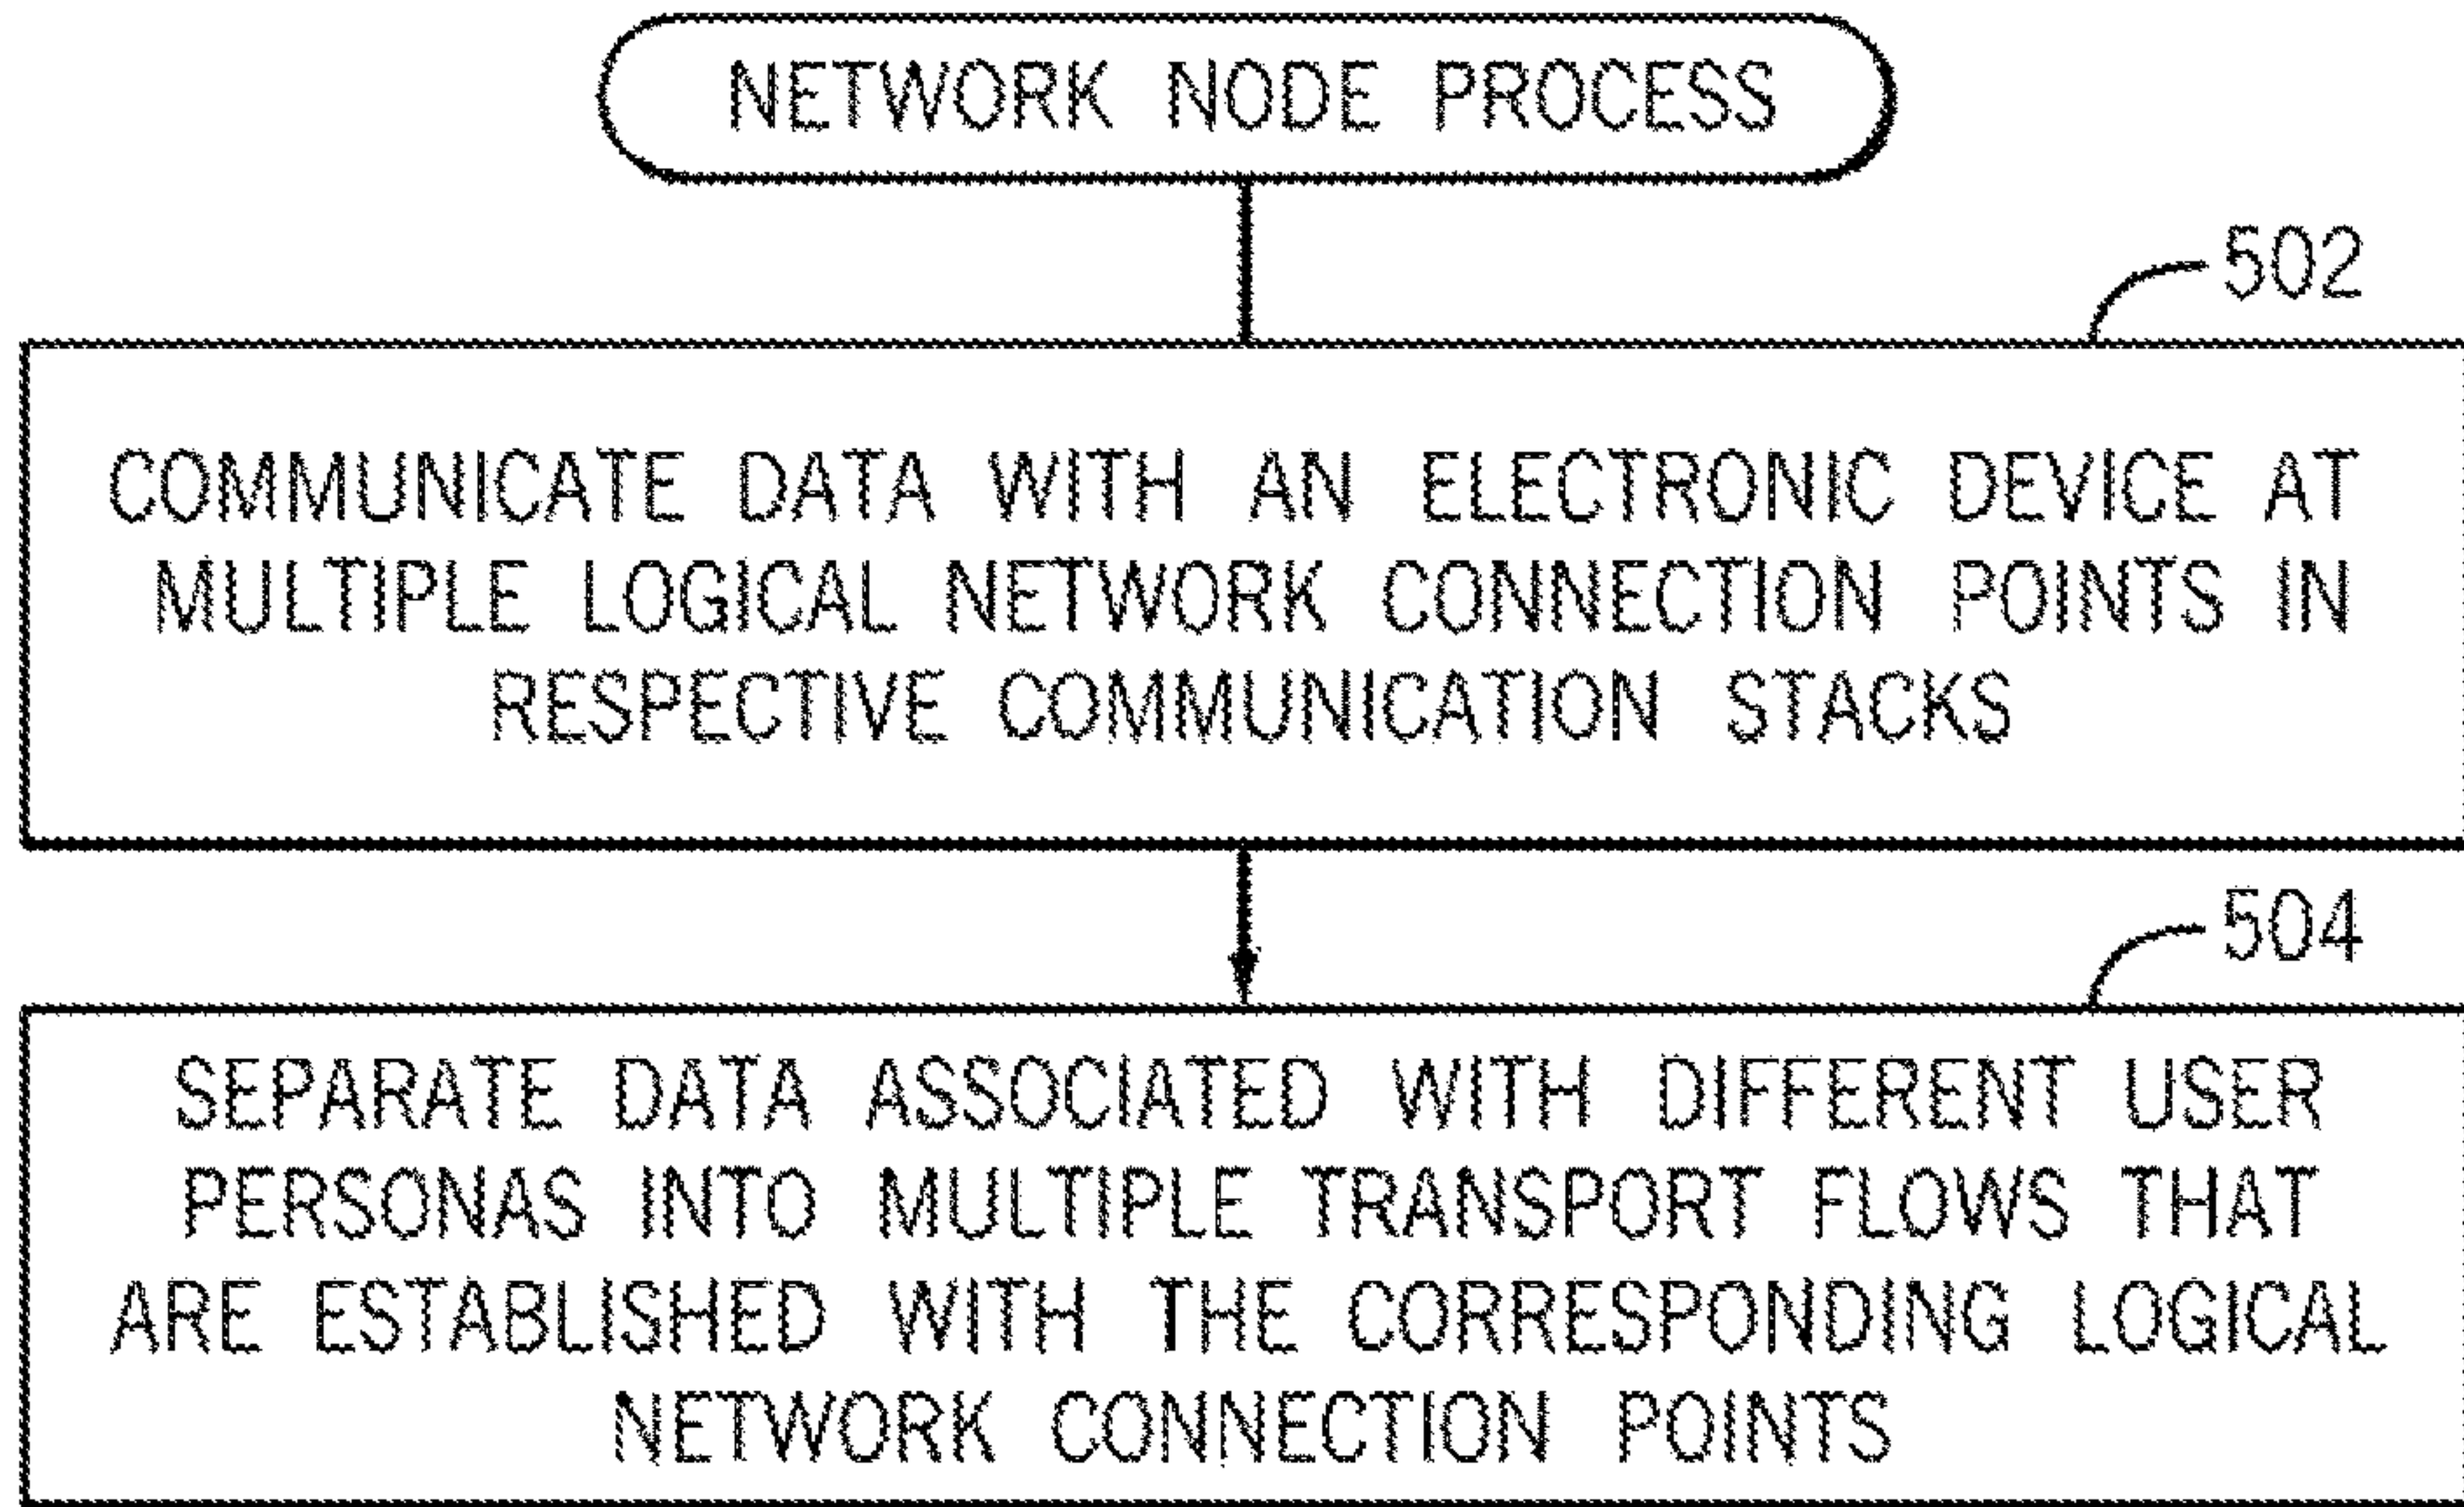 NETWORK NODE PROCESS
502
COMMUNICATE DATA WITH AN ELECTRONIC DEVICE AT
MULTIPLE LOGICAL NETWORK CONNECTION POINTS IN
RESPECTIVE COMMUNICATION STACKS
504
SEPARATE DATA ASSOCIATED WITH DIFFERENT USER
PERSONAS INTO MULTIPLE TRANSPORT FLOWS THAT
ARE ESTABLISHED WITH THE CORRESPONDING LOGICAL
NETWORK CONNECTION POINTS